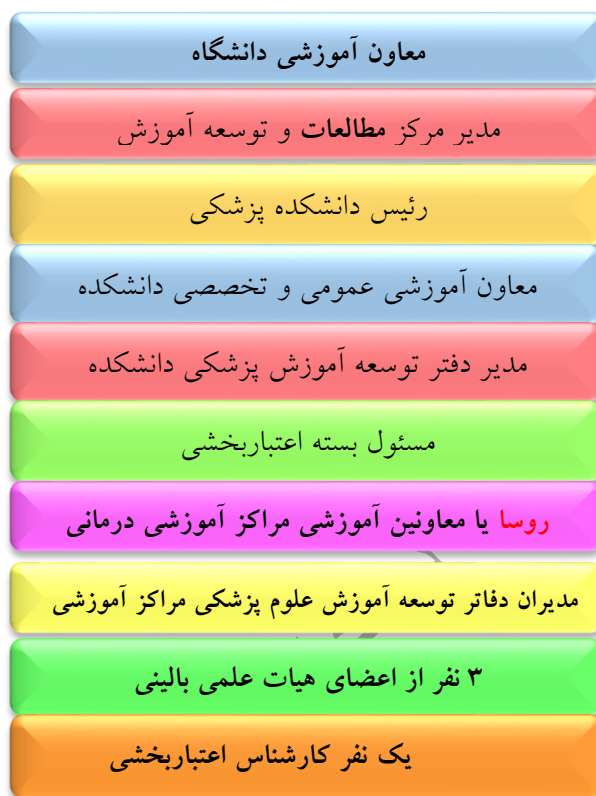 معاون آموزشی دانشگاه
مدیر مرکز مطالعات و توسعه آموزش
رئیس دانشکده پزشکی
معاون آموزشی عمومی و تخصصی دانشکده
مدیر دفتر توسعه آموزش پزشکی دانشکده
مسئول بسته اعتباربخشی
روسا یا معاونین آموزشی مراکز آموزشی درمانی
مدیران دفاتر توسعه آموزش علوم پزشکی مراکز آموزشی
۳ نفر از اعضای هیات علمی بالینی
یک نفر کارشناس اعتباربخشی